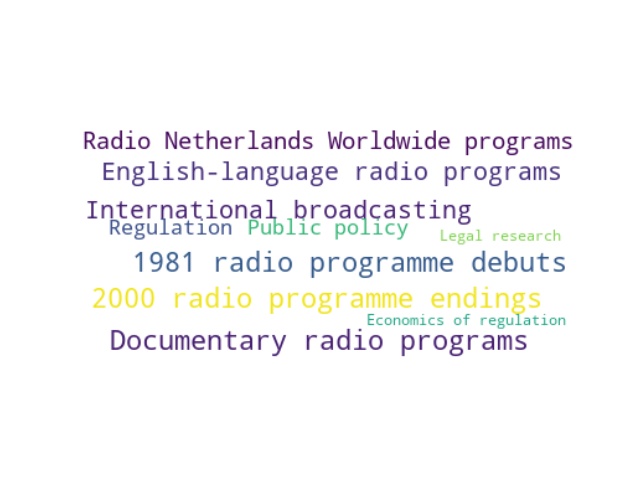 Radio Netherlands Worldwide programs
English-language radio programs
International broadcasting
Regulation Public policy
Legal research
1981 radio programme debuts
2000 radio programme endings
Economics of regulation
Documentary radio programs